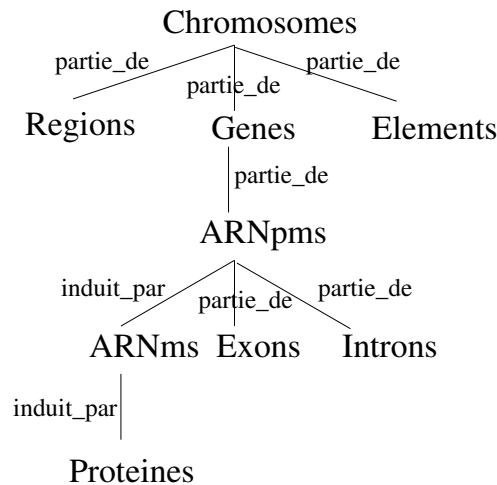 Chromosomes
partie_de
partie_de
partie_de
Regions
Genes
Elements
partie_de
ARNpms
induit_par
partie_de
partie_de
ARNms
Exons
Introns
induit_par
Proteines